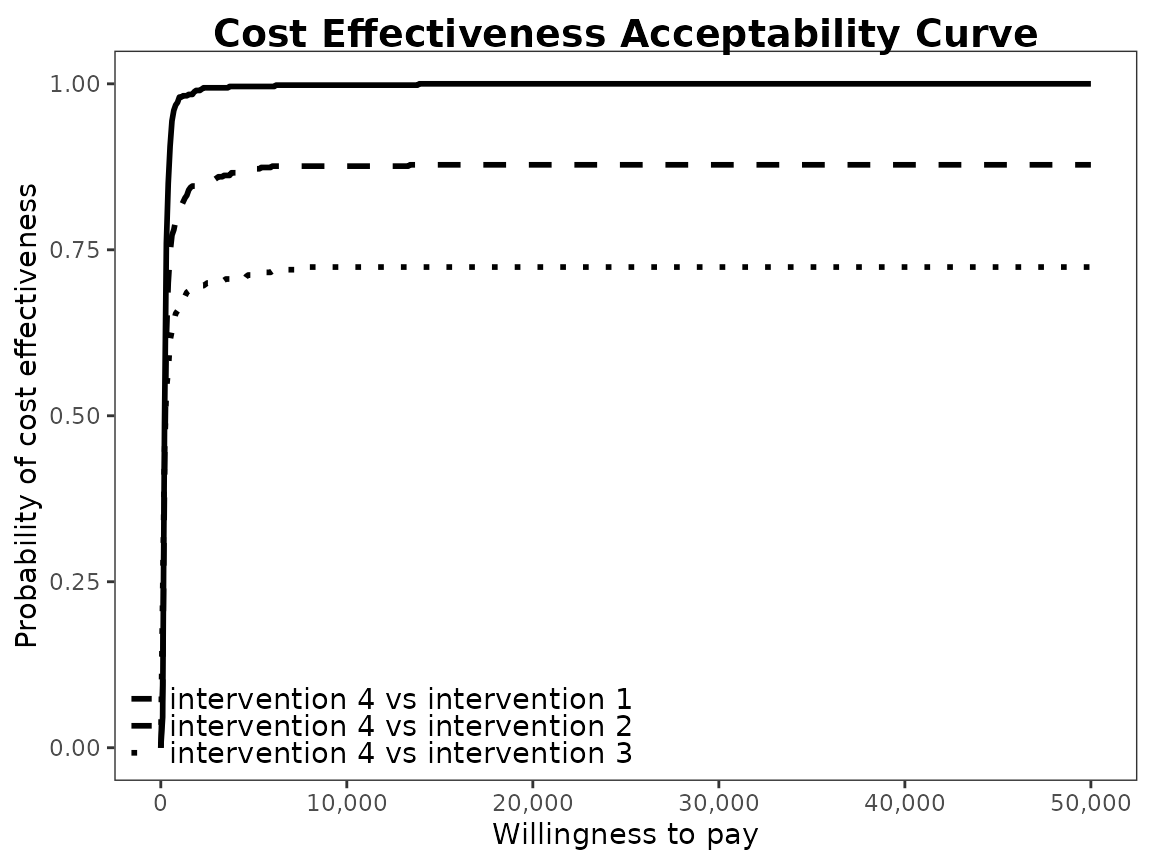 Cost Effectiveness Acceptability Curve
Probability of cost effectiveness
1.00
0.75
0.50
0.25
0.00
intervention 4 vs intervention 1
intervention 4 vs intervention 2
intervention 4 vs intervention 3
0 10,000 20,000 30,000 40,000 50,000
Willingness to pay